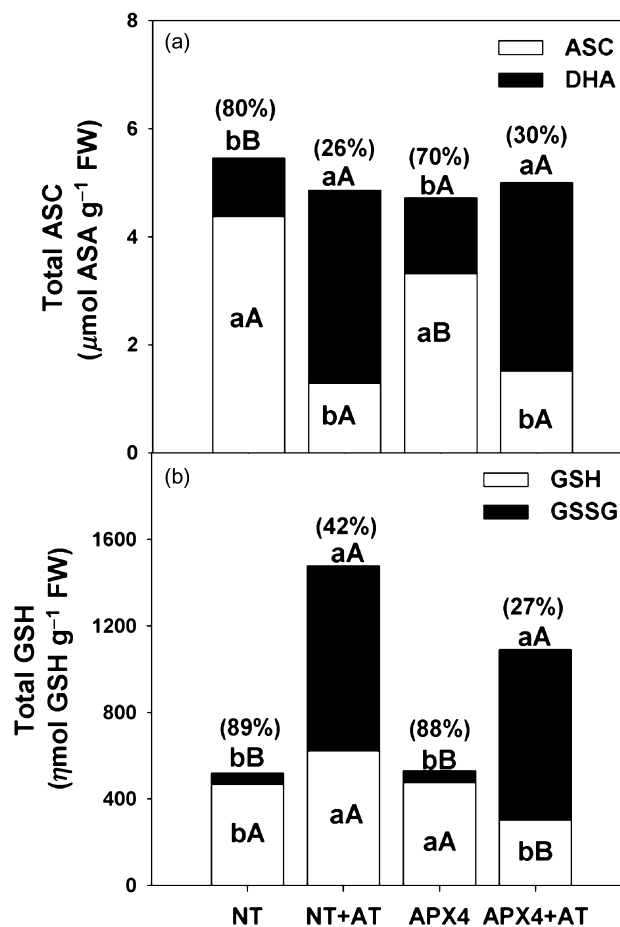 (a)
ASC
DHA
Total ASC
(μmol ASA g⁻¹ FW)
8
6
4
2
0
(80%)
bB
aA
(26%)
aA
bA
(70%)
bA
aB
(30%)
aA
bA
(b)
GSH
GSSG
Total GSH
(ηmol GSH g⁻¹ FW)
1600
1200
800
400
0
(89%)
bB
bA
(42%)
aA
aA
(88%)
bB
aA
(27%)
aA
bB
NT NT+AT APX4 APX4+AT